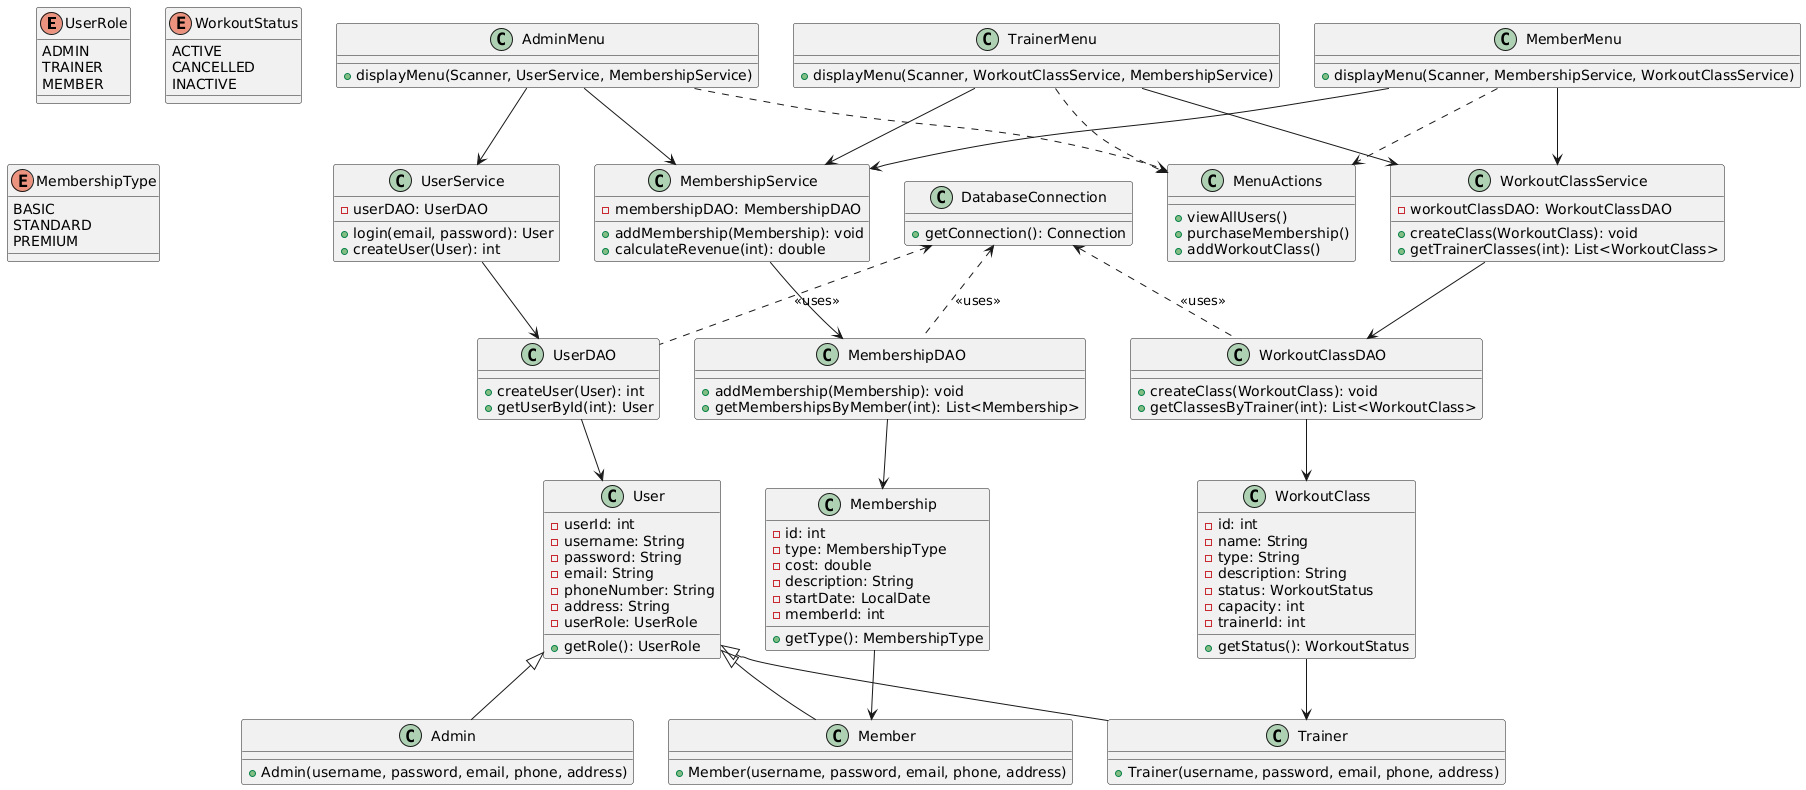 E UserRole
ADMIN
TRAINER
MEMBER
E WorkoutStatus
ACTIVE
CANCELLED
INACTIVE
C AdminMenu
displayMenu(Scanner, UserService, MembershipService)
C TrainerMenu
displayMenu(Scanner, WorkoutClassService, MembershipService)
C MemberMenu
displayMenu(Scanner, MembershipService, WorkoutClassService)
E MembershipType
BASIC
STANDARD
PREMIUM
C UserService
userDAO: UserDAO
login(email, password): User
createUser(User): int
C MembershipService
membershipDAO: MembershipDAO
addMembership(Membership): void
calculateRevenue(int): double
C DatabaseConnection
getConnection(): Connection
C MenuActions
viewAllUsers()
purchaseMembership()
addWorkoutClass()
C WorkoutClassService
workoutClassDAO: WorkoutClassDAO
createClass(WorkoutClass): void
getTrainerClasses(int): List<WorkoutClass>
«uses»
«uses»
«uses»
C UserDAO
createUser(User): int
getUserById(int): User
C MembershipDAO
addMembership(Membership): void
getMembershipsByMember(int): List<Membership>
C WorkoutClassDAO
createClass(WorkoutClass): void
getClassesByTrainer(int): List<WorkoutClass>
C User
userId: int
username: String
password: String
email: String
phoneNumber: String
address: String
userRole: UserRole
getRole(): UserRole
C Membership
id: int
type: MembershipType
cost: double
description: String
startDate: LocalDate
memberId: int
getType(): MembershipType
C WorkoutClass
id: int
name: String
type: String
description: String
status: WorkoutStatus
capacity: int
trainerId: int
getStatus(): WorkoutStatus
C Admin
Admin(username, password, email, phone, address)
C Member
Member(username, password, email, phone, address)
C Trainer
Trainer(username, password, email, phone, address)